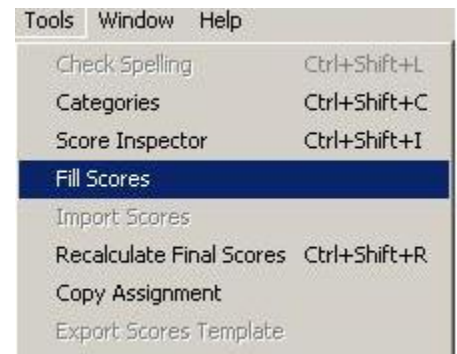 Tools Window Help
Check Spelling Ctrl+Shift+L
Categories Ctrl+Shift+C
Score Inspector Ctrl+Shift+I
Fill Scores
Import Scores
Recalculate Final Scores Ctrl+Shift+R
Copy Assignment
Export Scores Template